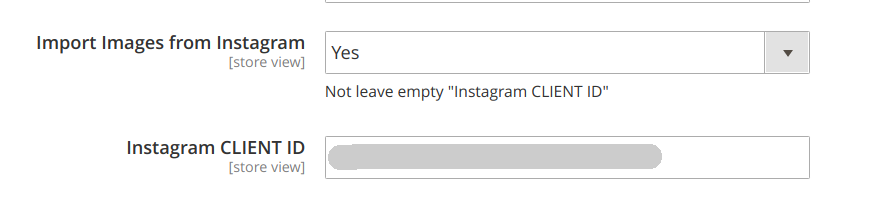 Import Images from Instagram
[store view]
Yes
Not leave empty "Instagram CLIENT ID"
Instagram CLIENT ID
[store view]